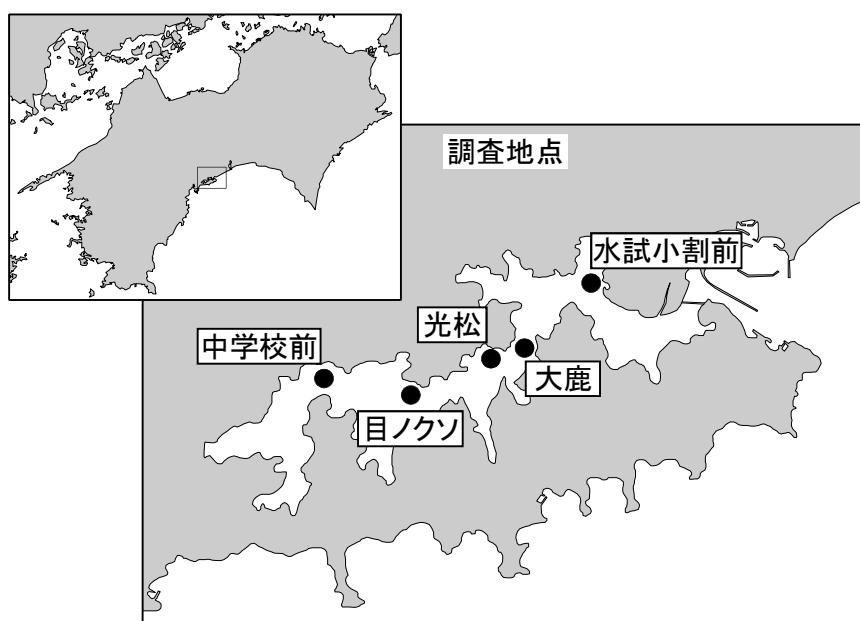 調査地点
水試小割前
光松
中学校前
大鹿
目ノクソ